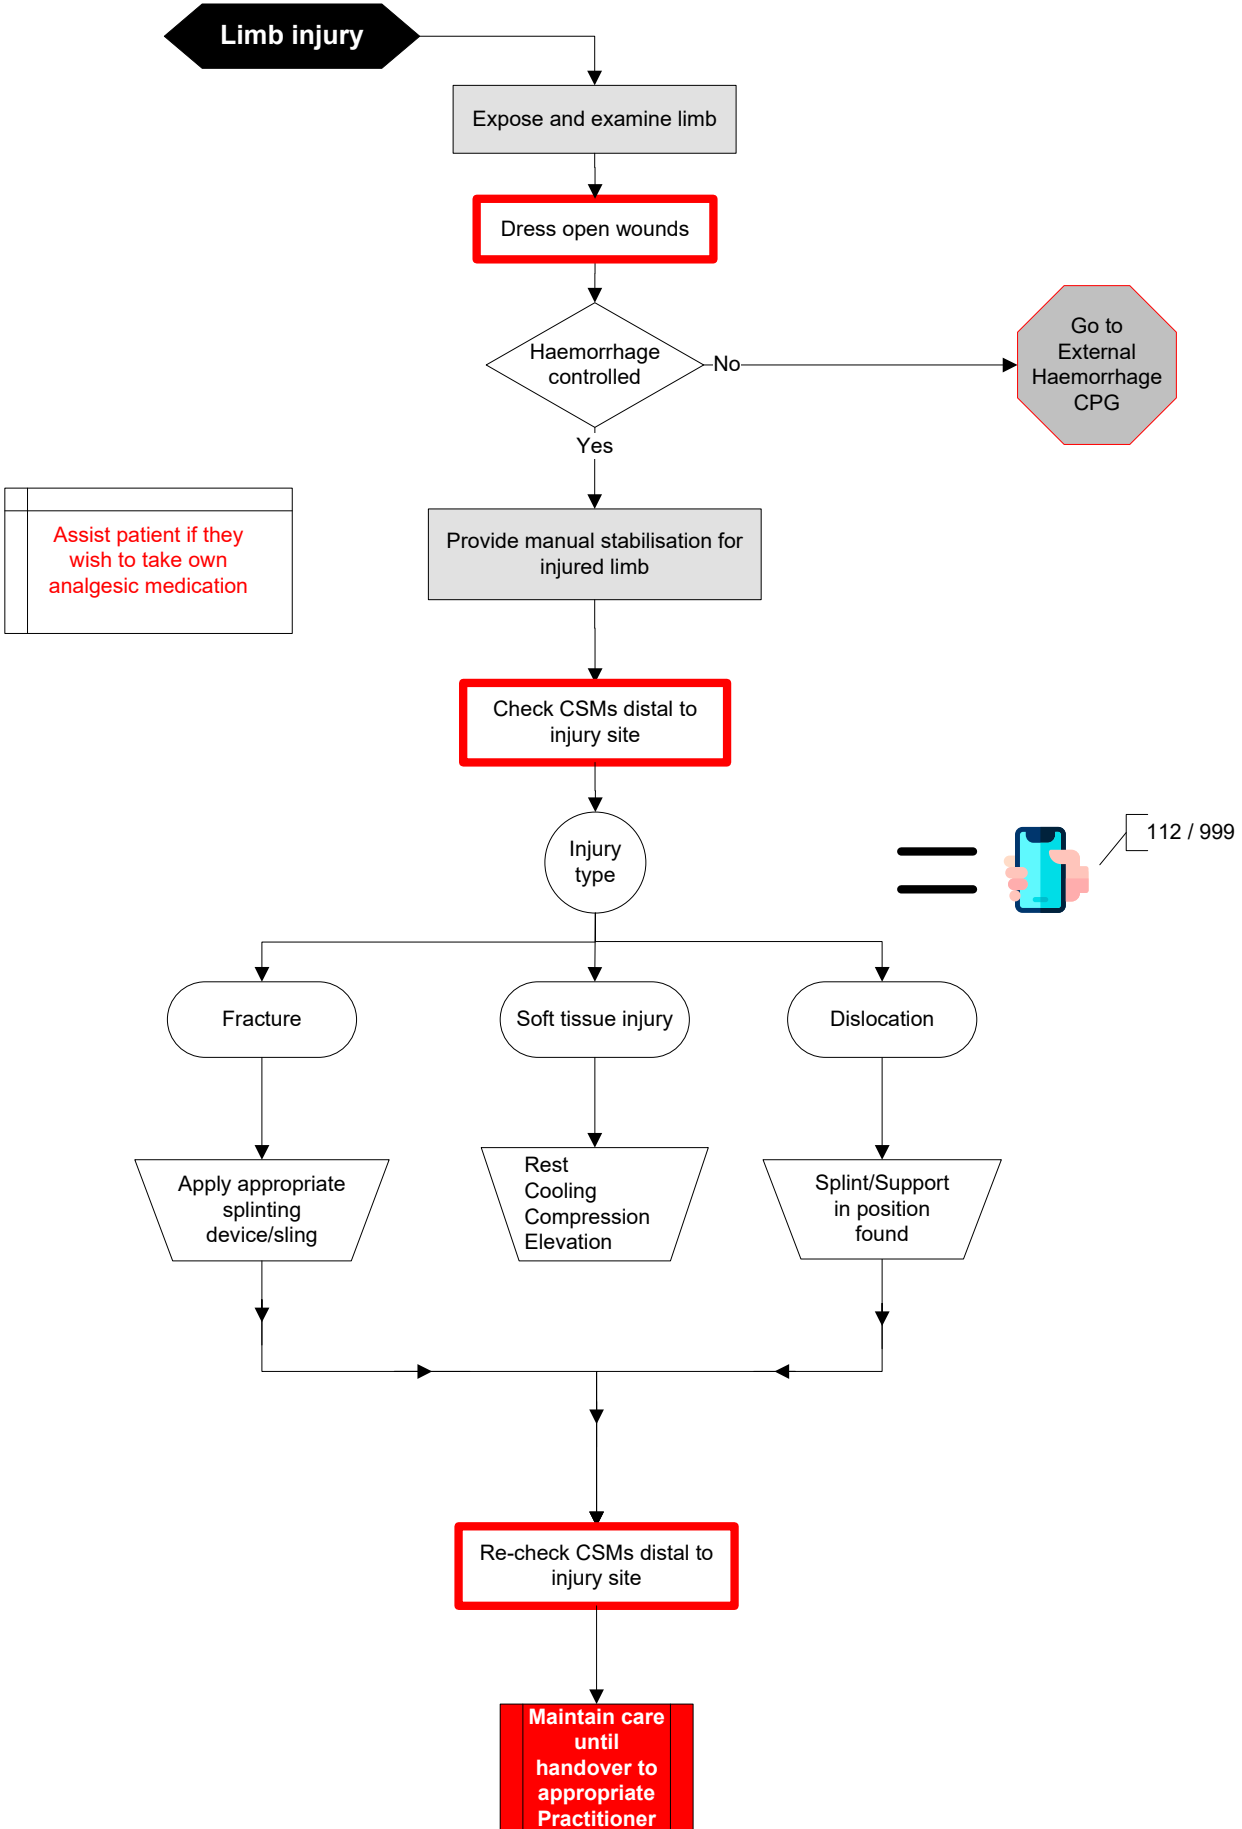 Limb injury
Expose and examine limb
Dress open wounds
Haemorrhage
controlled
No
Go to
External
Haemorrhage
CPG
Yes
Assist patient if they
wish to take own
analgesic medication
Provide manual stabilisation for
injured limb
Check CSMs distal to
injury site
Injury
type
112 / 999
Fracture
Soft tissue injury
Dislocation
Apply appropriate
splinting
device/sling
Rest
Cooling
Compression
Elevation
Splint/Support
in position
found
Re-check CSMs distal to
injury site
Maintain care
until
handover to
appropriate
Practitioner